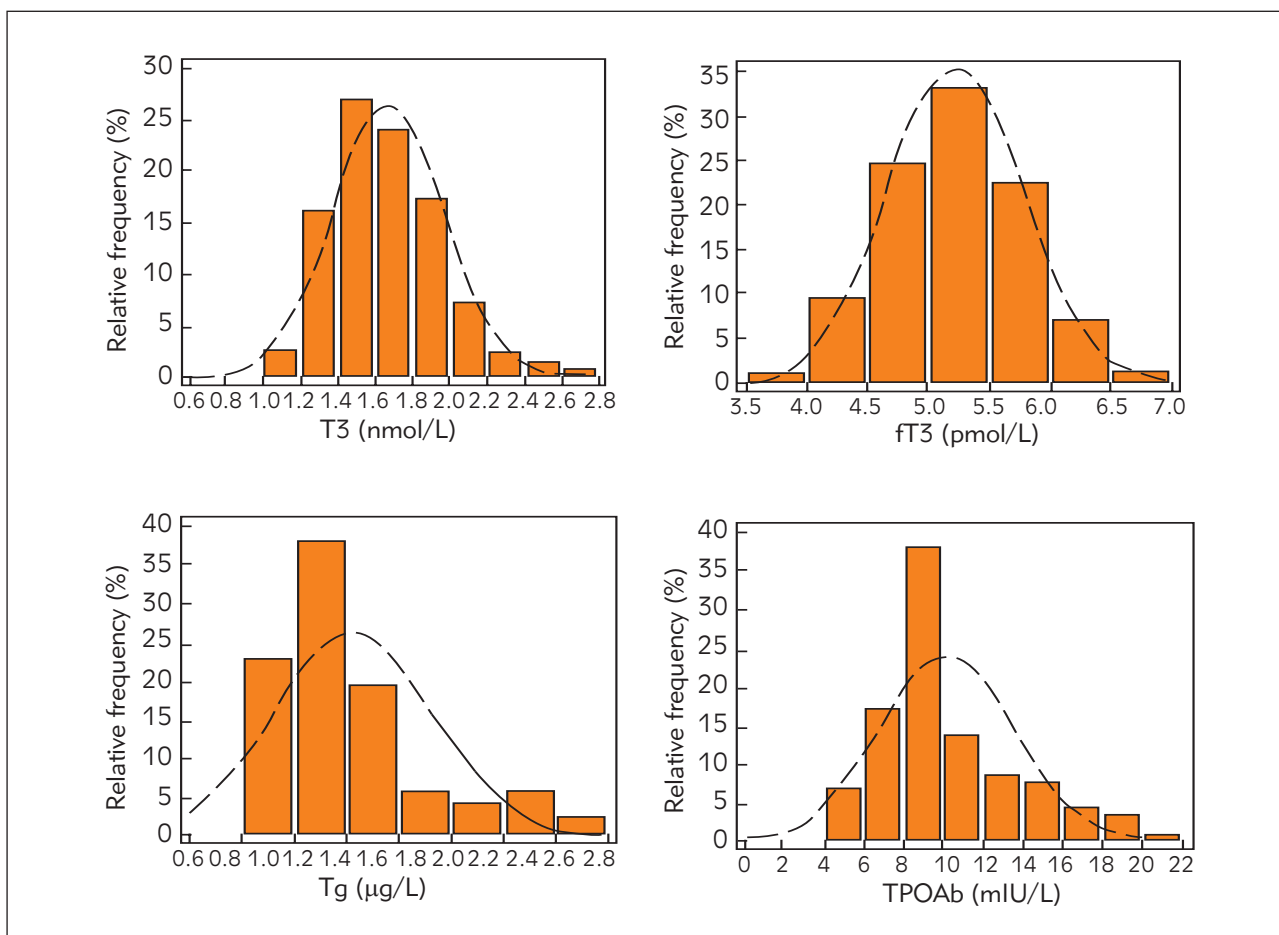 Relative frequency (%)
30
25
20
15
10
5
0
0.6 0.8 1.0 1.2 1.4 1.6 1.8 2.0 2.2 2.4 2.6 2.8
T3 (nmol/L)
Relative frequency (%)
35
30
25
20
15
10
5
0
3.5 4.0 4.5 5.0 5.5 6.0 6.5 7.0
fT3 (pmol/L)
Relative frequency (%)
40
35
30
25
20
15
10
5
0
0.6 0.8 1.0 1.2 1.4 1.6 1.8 2.0 2.2 2.4 2.6 2.8
Tg (μg/L)
Relative frequency (%)
40
35
30
25
20
15
10
5
0
0 2 4 6 8 10 12 14 16 18 20 22
TPOAb (mIU/L)